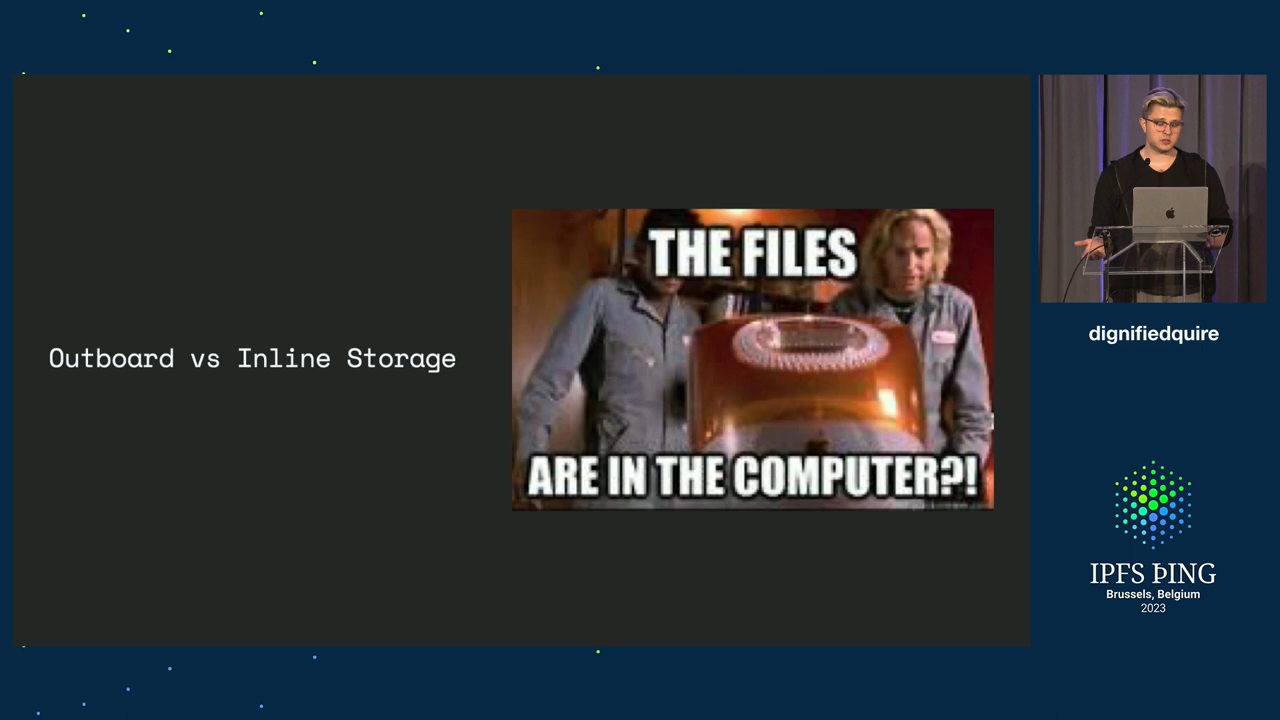 Outboard vs Inline Storage
THE FILES
ARE IN THE COMPUTER?!
dignifiedquire
IPFS ÞING
Brussels, Belgium
2023